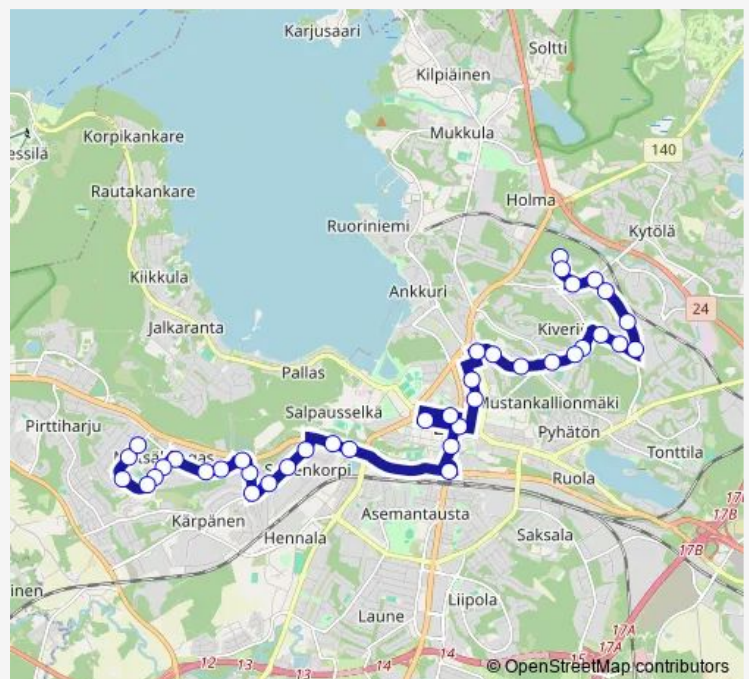 Karjusaari
Soltti
Kilpiäinen
Mukkula
Korpikankare
essilä
140
Rautakankare
Holma
Ruoriniemi
Kytölä
Kiikkula
Ankkuri
24
Jalkaranta
Pallas
Salpausselkä
Mustankallionmäki
Pirttiharju
Pyhätön
Tonttila
Ruola
Kärpänen
Asemantausta
17B
Hennala
Saksala
17B
inen
Liipola
Laune
17A
17A
12
13
13
14
14
15
© OpenStreetMap contributors